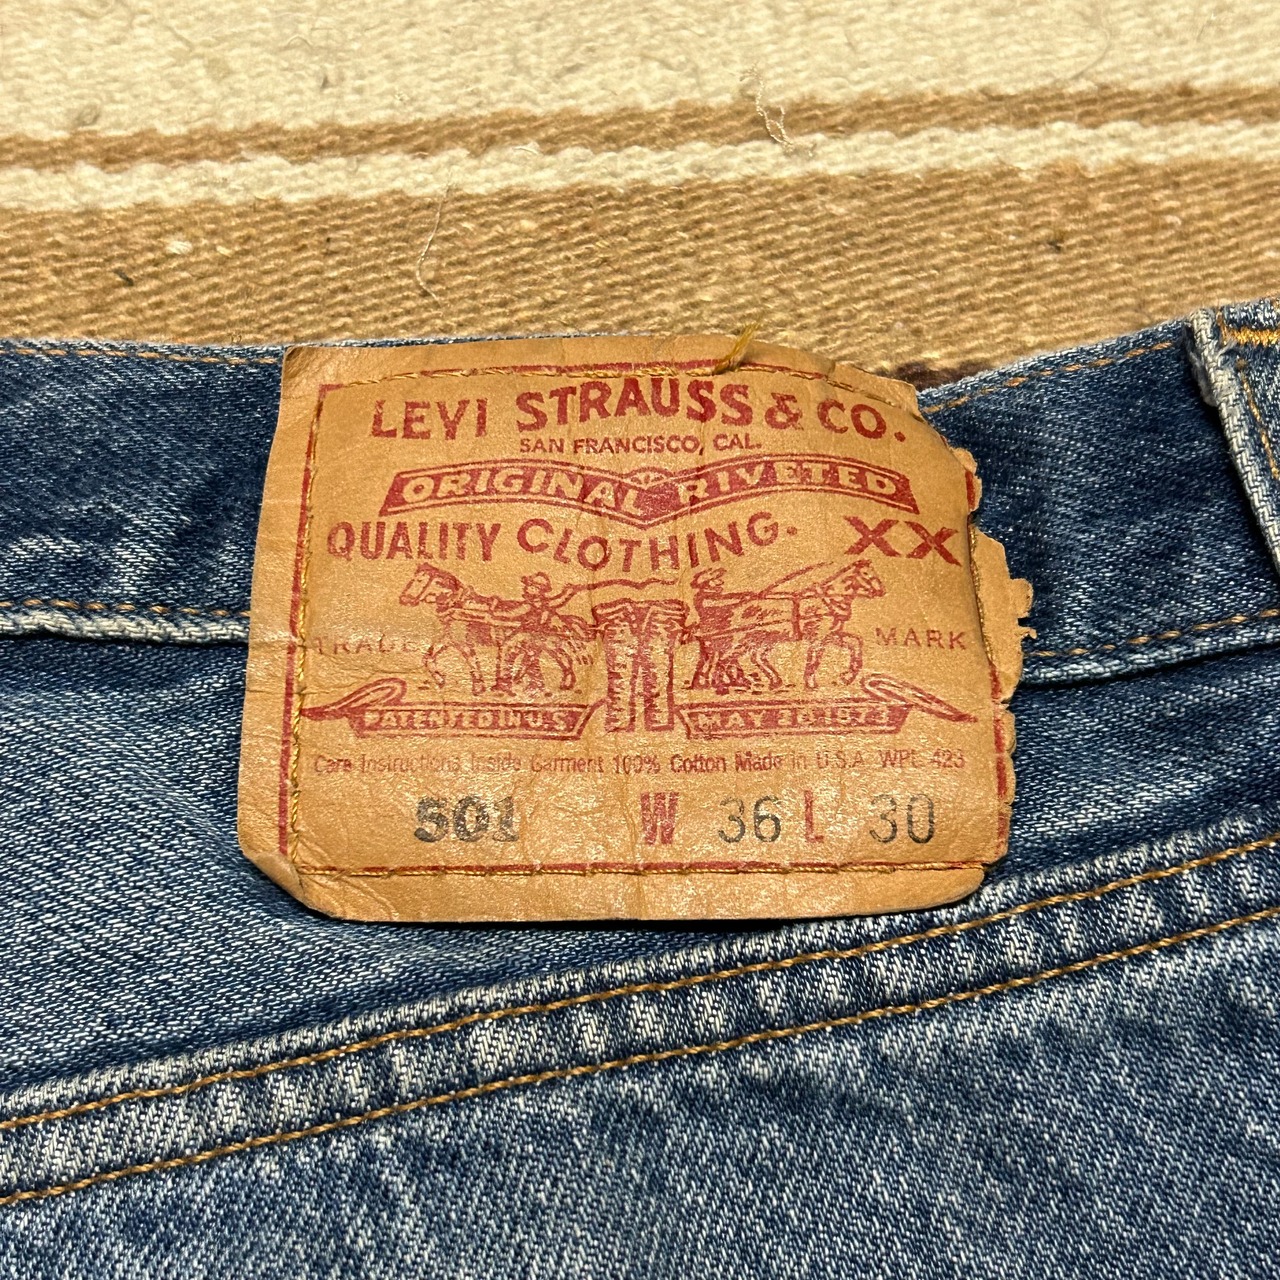 LEVI STRAUSS & CO.
SAN FRANCISCO, CAL.
ORIGINAL RIVETED
QUALITY CLOTHING. XX
TRADE MARK
PATENTED IN U.S. MAY 20 1873
Care Instructions Inside Garment 100% Cotton Made in U.S.A. WPL 423
501 W 36 L 30